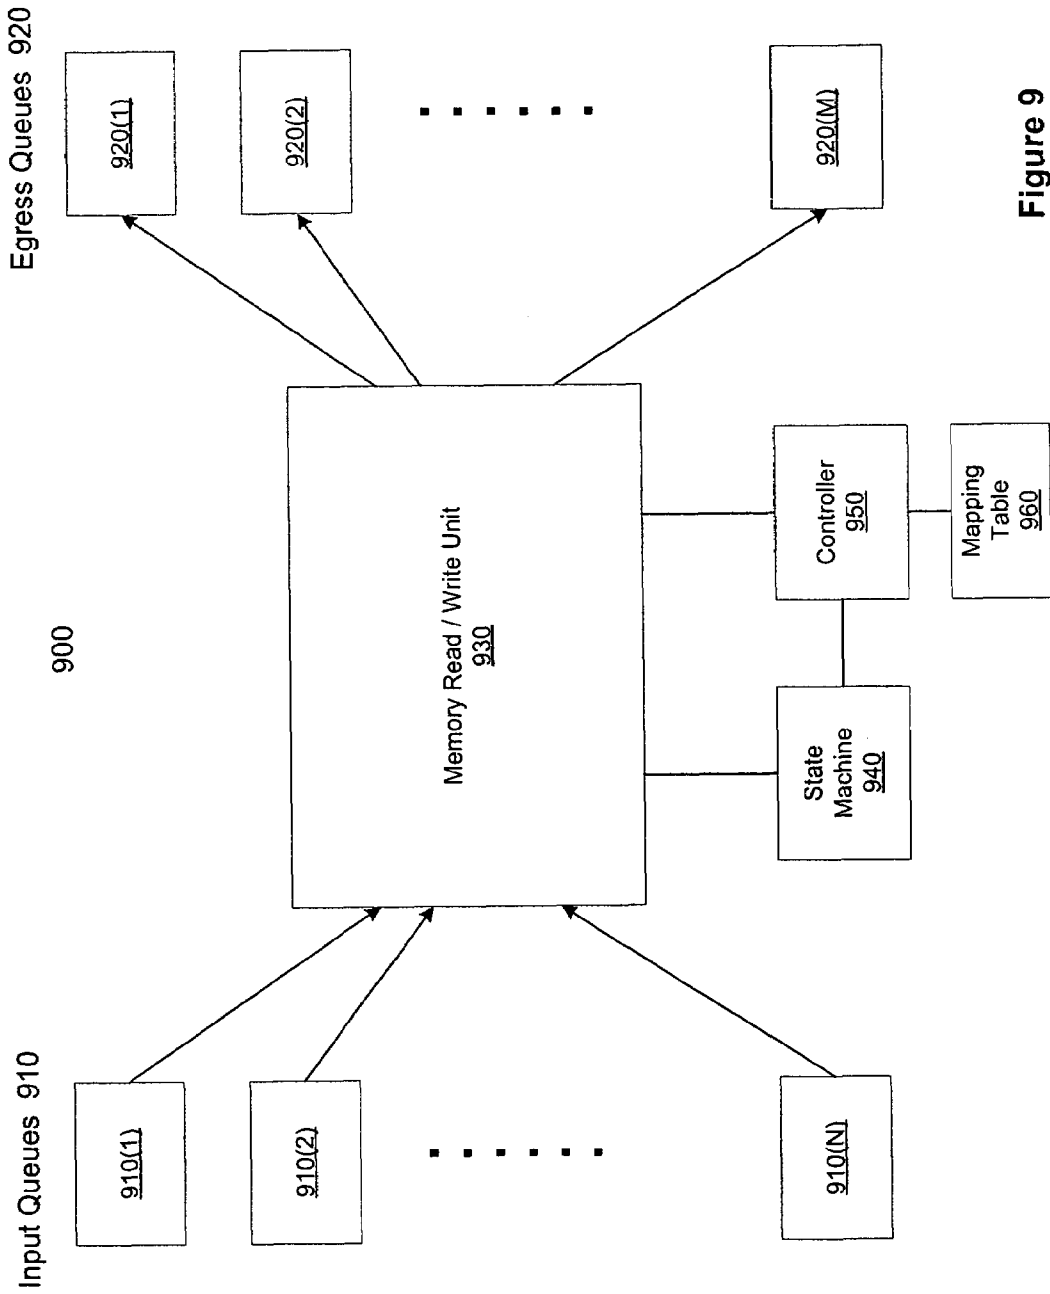 900
Input Queues 910
Egress Queues 920
910(1)
910(2)
910(N)
Memory Read / Write Unit
930
920(1)
920(2)
920(M)
State
Machine
940
Controller
950
Mapping
Table
960
Figure 9